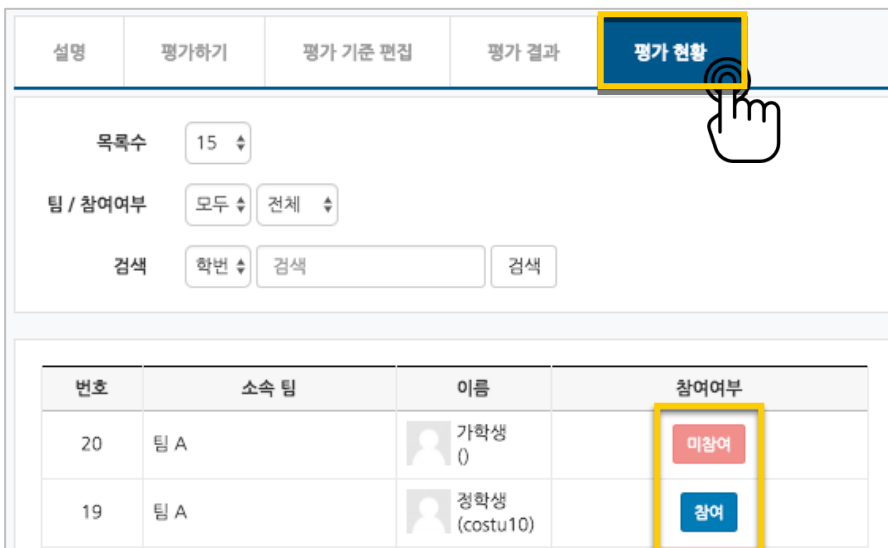 설명 평가하기 평가 기준 편집 평가 결과 평가 현황
목록수 15
팀 / 참여여부 모두 전체
검색 학번 검색 검색
번호 소속 팀 이름 참여여부
20 팀 A 가학생 미참여
()
19 팀 A 정학생 참여
(costu10)